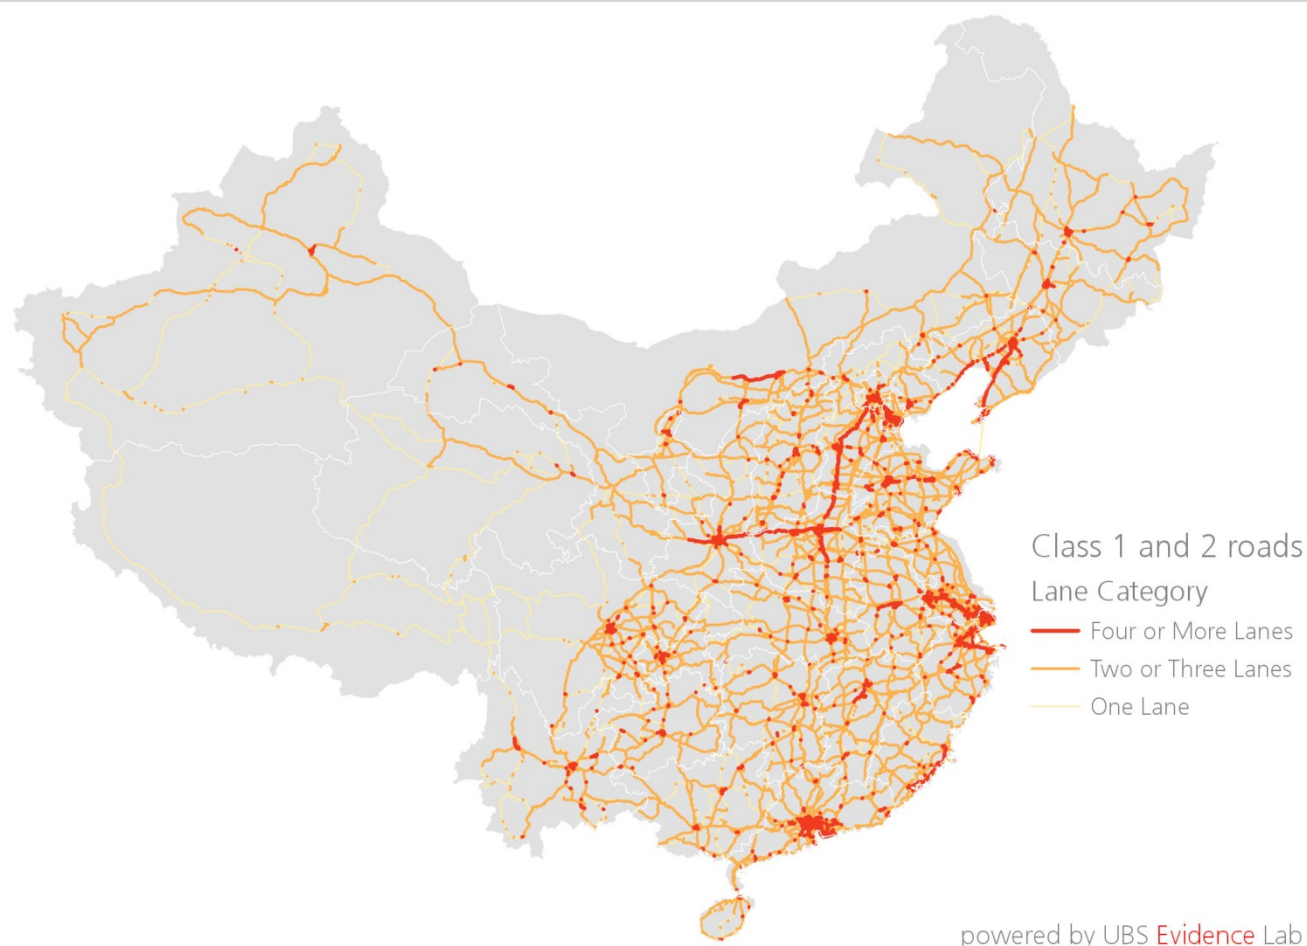 Class 1 and 2 roads
Lane Category
Four or More Lanes
Two or Three Lanes
One Lane
powered by UBS Evidence Lab